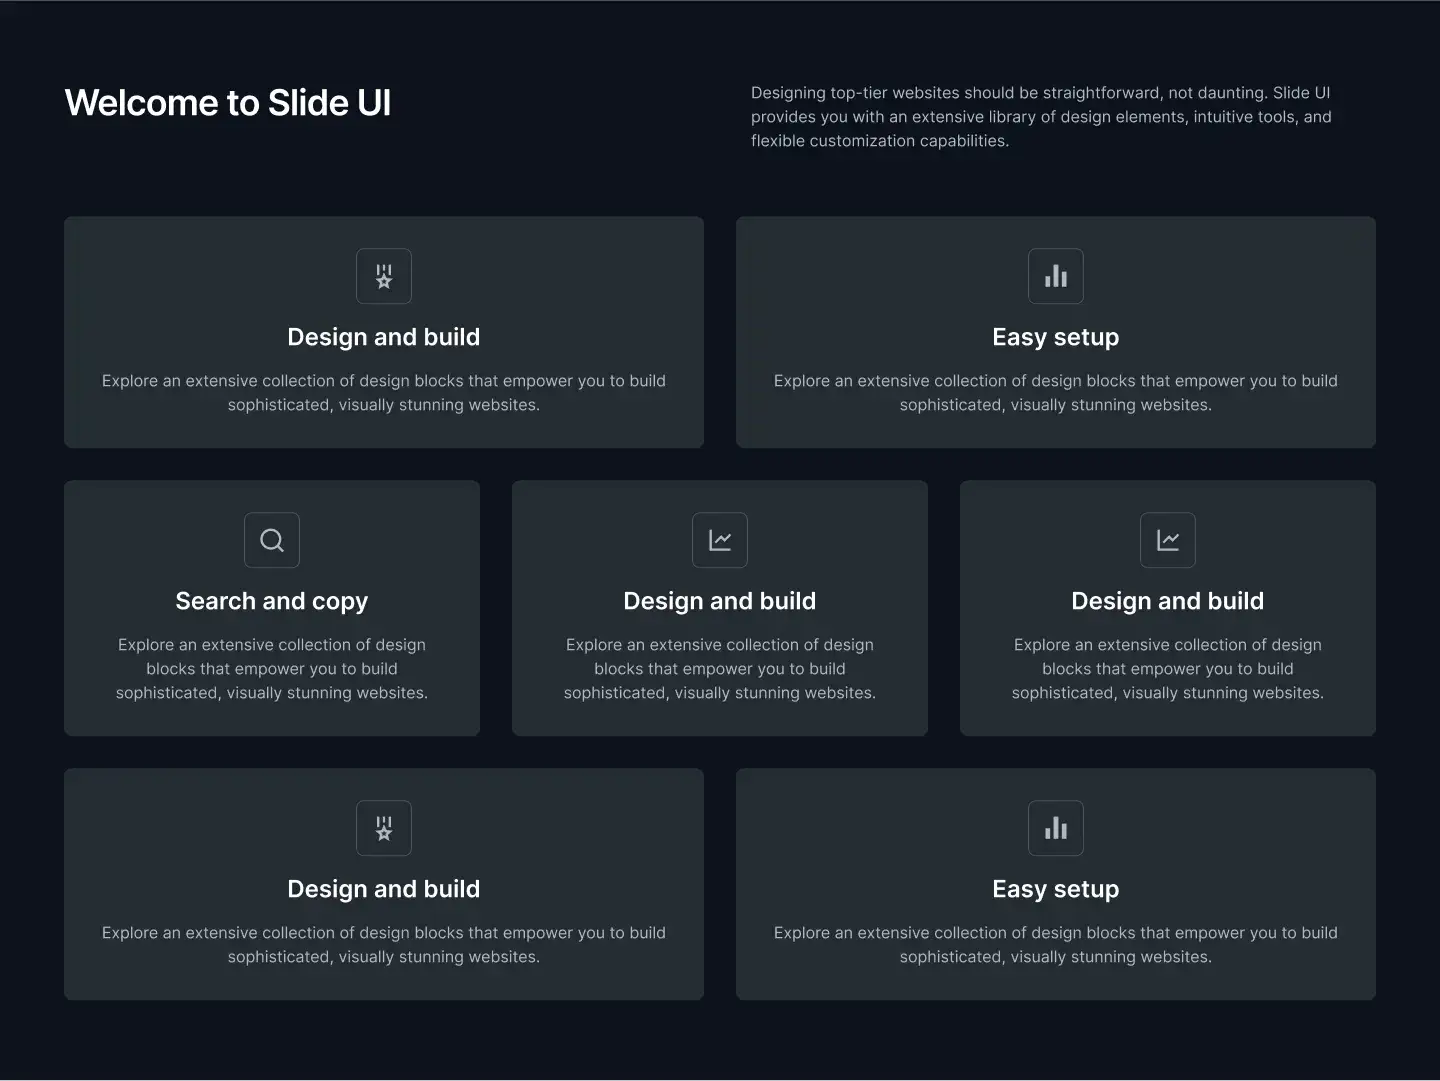 Welcome to Slide UI
Designing top-tier websites should be straightforward, not daunting. Slide UI
provides you with an extensive library of design elements, intuitive tools, and
flexible customization capabilities.
Design and build
Explore an extensive collection of design blocks that empower you to build
sophisticated, visually stunning websites.
Easy setup
Explore an extensive collection of design blocks that empower you to build
sophisticated, visually stunning websites.
Search and copy
Explore an extensive collection of design
blocks that empower you to build
sophisticated, visually stunning websites.
Design and build
Explore an extensive collection of design
blocks that empower you to build
sophisticated, visually stunning websites.
Design and build
Explore an extensive collection of design
blocks that empower you to build
sophisticated, visually stunning websites.
Design and build
Explore an extensive collection of design blocks that empower you to build
sophisticated, visually stunning websites.
Easy setup
Explore an extensive collection of design blocks that empower you to build
sophisticated, visually stunning websites.